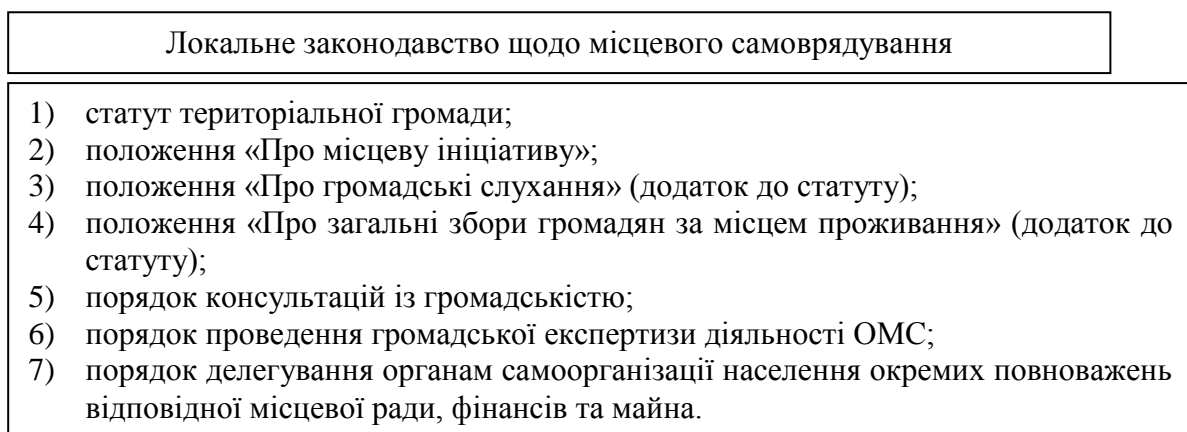 Локальне законодавство щодо місцевого самоврядування
1) статут територіальної громади;
2) положення «Про місцеву ініціативу»;
3) положення «Про громадські слухання» (додаток до статуту);
4) положення «Про загальні збори громадян за місцем проживання» (додаток до
статуту);
5) порядок консультацій із громадськістю;
6) порядок проведення громадської експертизи діяльності ОМС;
7) порядок делегування органам самоорганізації населення окремих повноважень
відповідної місцевої ради, фінансів та майна.